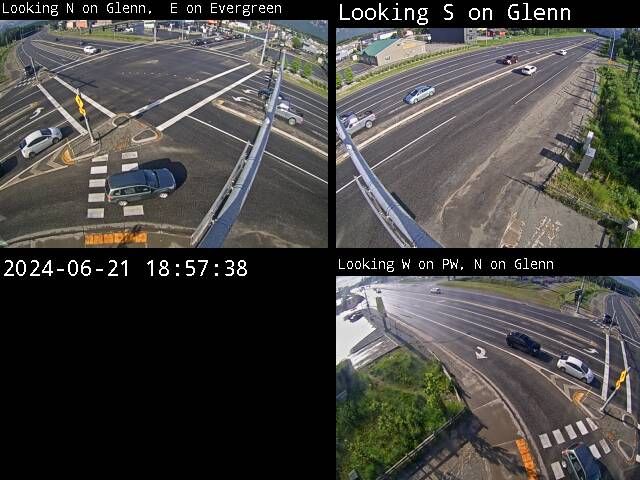 Looking N on Glenn,  E on Evergreen
Looking S on Glenn
2024-06-21 18:57:38
Looking W on PW, N on Glenn